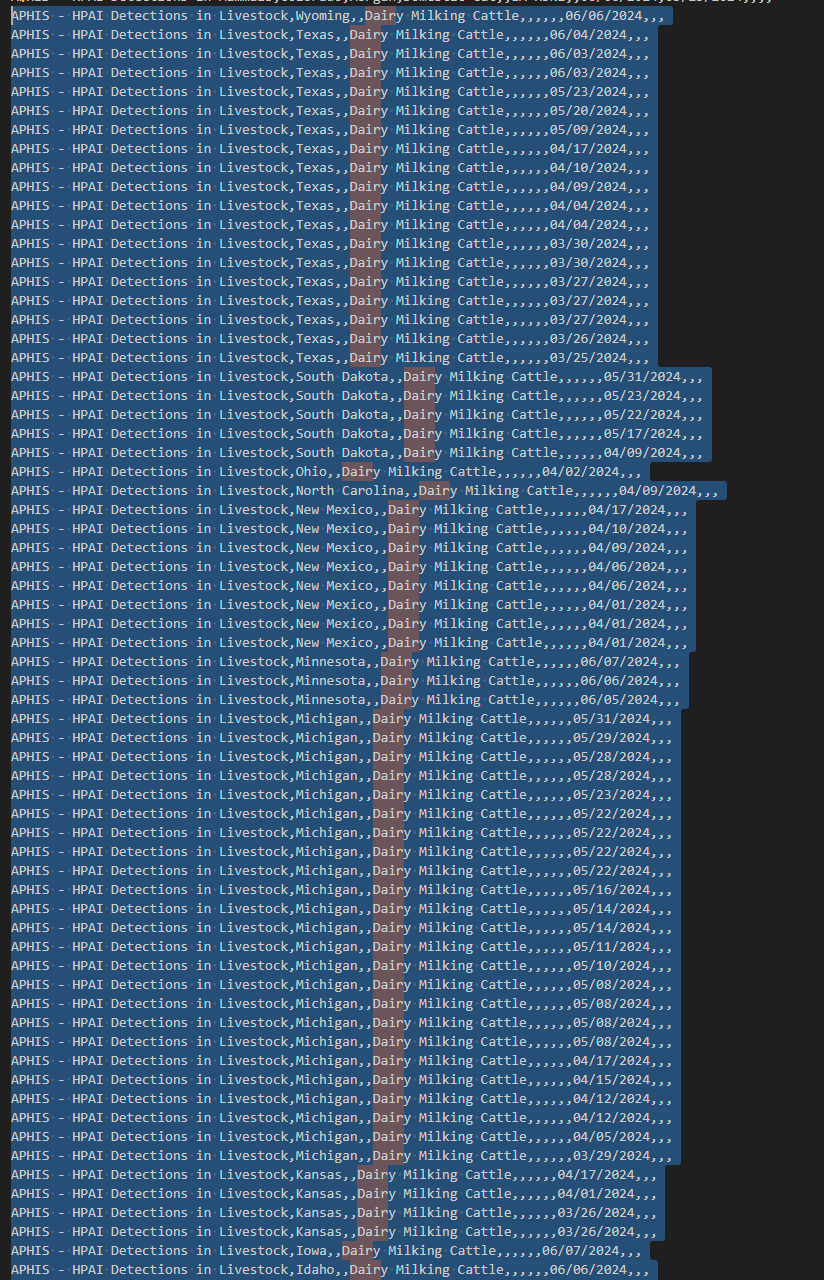 APHIS - HPAI Detections in Livestock,Wyoming,,Dairy Milking Cattle,,,,,,06/06/2024,,,
APHIS - HPAI Detections in Livestock,Texas,,Dairy Milking Cattle,,,,,,06/04/2024,,,
APHIS - HPAI Detections in Livestock,Texas,,Dairy Milking Cattle,,,,,,06/03/2024,,,
APHIS - HPAI Detections in Livestock,Texas,,Dairy Milking Cattle,,,,,,06/03/2024,,,
APHIS - HPAI Detections in Livestock,Texas,,Dairy Milking Cattle,,,,,,05/23/2024,,,
APHIS - HPAI Detections in Livestock,Texas,,Dairy Milking Cattle,,,,,,05/20/2024,,,
APHIS - HPAI Detections in Livestock,Texas,,Dairy Milking Cattle,,,,,,05/09/2024,,,
APHIS - HPAI Detections in Livestock,Texas,,Dairy Milking Cattle,,,,,,04/17/2024,,,
APHIS - HPAI Detections in Livestock,Texas,,Dairy Milking Cattle,,,,,,04/10/2024,,,
APHIS - HPAI Detections in Livestock,Texas,,Dairy Milking Cattle,,,,,,04/09/2024,,,
APHIS - HPAI Detections in Livestock,Texas,,Dairy Milking Cattle,,,,,,04/04/2024,,,
APHIS - HPAI Detections in Livestock,Texas,,Dairy Milking Cattle,,,,,,04/04/2024,,,
APHIS - HPAI Detections in Livestock,Texas,,Dairy Milking Cattle,,,,,,03/30/2024,,,
APHIS - HPAI Detections in Livestock,Texas,,Dairy Milking Cattle,,,,,,03/30/2024,,,
APHIS - HPAI Detections in Livestock,Texas,,Dairy Milking Cattle,,,,,,03/27/2024,,,
APHIS - HPAI Detections in Livestock,Texas,,Dairy Milking Cattle,,,,,,03/27/2024,,,
APHIS - HPAI Detections in Livestock,Texas,,Dairy Milking Cattle,,,,,,03/27/2024,,,
APHIS - HPAI Detections in Livestock,Texas,,Dairy Milking Cattle,,,,,,03/26/2024,,,
APHIS - HPAI Detections in Livestock,Texas,,Dairy Milking Cattle,,,,,,03/25/2024,,,
APHIS - HPAI Detections in Livestock,South Dakota,,Dairy Milking Cattle,,,,,,05/31/2024,,,
APHIS - HPAI Detections in Livestock,South Dakota,,Dairy Milking Cattle,,,,,,05/23/2024,,,
APHIS - HPAI Detections in Livestock,South Dakota,,Dairy Milking Cattle,,,,,,05/22/2024,,,
APHIS - HPAI Detections in Livestock,South Dakota,,Dairy Milking Cattle,,,,,,05/17/2024,,,
APHIS - HPAI Detections in Livestock,South Dakota,,Dairy Milking Cattle,,,,,,04/09/2024,,,
APHIS - HPAI Detections in Livestock,Ohio,,Dairy Milking Cattle,,,,,,04/02/2024,,,
APHIS - HPAI Detections in Livestock,North Carolina,,Dairy Milking Cattle,,,,,,04/09/2024,,,
APHIS - HPAI Detections in Livestock,New Mexico,,Dairy Milking Cattle,,,,,,04/17/2024,,,
APHIS - HPAI Detections in Livestock,New Mexico,,Dairy Milking Cattle,,,,,,04/10/2024,,,
APHIS - HPAI Detections in Livestock,New Mexico,,Dairy Milking Cattle,,,,,,04/09/2024,,,
APHIS - HPAI Detections in Livestock,New Mexico,,Dairy Milking Cattle,,,,,,04/06/2024,,,
APHIS - HPAI Detections in Livestock,New Mexico,,Dairy Milking Cattle,,,,,,04/06/2024,,,
APHIS - HPAI Detections in Livestock,New Mexico,,Dairy Milking Cattle,,,,,,04/01/2024,,,
APHIS - HPAI Detections in Livestock,New Mexico,,Dairy Milking Cattle,,,,,,04/01/2024,,,
APHIS - HPAI Detections in Livestock,New Mexico,,Dairy Milking Cattle,,,,,,04/01/2024,,,
APHIS - HPAI Detections in Livestock,Minnesota,,Dairy Milking Cattle,,,,,,06/07/2024,,,
APHIS - HPAI Detections in Livestock,Minnesota,,Dairy Milking Cattle,,,,,,06/06/2024,,,
APHIS - HPAI Detections in Livestock,Minnesota,,Dairy Milking Cattle,,,,,,06/05/2024,,,
APHIS - HPAI Detections in Livestock,Michigan,,Dairy Milking Cattle,,,,,,05/31/2024,,,
APHIS - HPAI Detections in Livestock,Michigan,,Dairy Milking Cattle,,,,,,05/29/2024,,,
APHIS - HPAI Detections in Livestock,Michigan,,Dairy Milking Cattle,,,,,,05/28/2024,,,
APHIS - HPAI Detections in Livestock,Michigan,,Dairy Milking Cattle,,,,,,05/28/2024,,,
APHIS - HPAI Detections in Livestock,Michigan,,Dairy Milking Cattle,,,,,,05/23/2024,,,
APHIS - HPAI Detections in Livestock,Michigan,,Dairy Milking Cattle,,,,,,05/22/2024,,,
APHIS - HPAI Detections in Livestock,Michigan,,Dairy Milking Cattle,,,,,,05/22/2024,,,
APHIS - HPAI Detections in Livestock,Michigan,,Dairy Milking Cattle,,,,,,05/22/2024,,,
APHIS - HPAI Detections in Livestock,Michigan,,Dairy Milking Cattle,,,,,,05/22/2024,,,
APHIS - HPAI Detections in Livestock,Michigan,,Dairy Milking Cattle,,,,,,05/16/2024,,,
APHIS - HPAI Detections in Livestock,Michigan,,Dairy Milking Cattle,,,,,,05/14/2024,,,
APHIS - HPAI Detections in Livestock,Michigan,,Dairy Milking Cattle,,,,,,05/14/2024,,,
APHIS - HPAI Detections in Livestock,Michigan,,Dairy Milking Cattle,,,,,,05/11/2024,,,
APHIS - HPAI Detections in Livestock,Michigan,,Dairy Milking Cattle,,,,,,05/10/2024,,,
APHIS - HPAI Detections in Livestock,Michigan,,Dairy Milking Cattle,,,,,,05/08/2024,,,
APHIS - HPAI Detections in Livestock,Michigan,,Dairy Milking Cattle,,,,,,05/08/2024,,,
APHIS - HPAI Detections in Livestock,Michigan,,Dairy Milking Cattle,,,,,,05/08/2024,,,
APHIS - HPAI Detections in Livestock,Michigan,,Dairy Milking Cattle,,,,,,05/08/2024,,,
APHIS - HPAI Detections in Livestock,Michigan,,Dairy Milking Cattle,,,,,,04/17/2024,,,
APHIS - HPAI Detections in Livestock,Michigan,,Dairy Milking Cattle,,,,,,04/15/2024,,,
APHIS - HPAI Detections in Livestock,Michigan,,Dairy Milking Cattle,,,,,,04/12/2024,,,
APHIS - HPAI Detections in Livestock,Michigan,,Dairy Milking Cattle,,,,,,04/12/2024,,,
APHIS - HPAI Detections in Livestock,Michigan,,Dairy Milking Cattle,,,,,,04/05/2024,,,
APHIS - HPAI Detections in Livestock,Michigan,,Dairy Milking Cattle,,,,,,03/29/2024,,,
APHIS - HPAI Detections in Livestock,Kansas,,Dairy Milking Cattle,,,,,,04/17/2024,,,
APHIS - HPAI Detections in Livestock,Kansas,,Dairy Milking Cattle,,,,,,04/01/2024,,,
APHIS - HPAI Detections in Livestock,Kansas,,Dairy Milking Cattle,,,,,,03/26/2024,,,
APHIS - HPAI Detections in Livestock,Kansas,,Dairy Milking Cattle,,,,,,03/26/2024,,,
APHIS - HPAI Detections in Livestock,Iowa,,Dairy Milking Cattle,,,,,,06/07/2024,,,
APHIS - HPAI Detections in Livestock,Idaho,,Dairy Milking Cattle,,,,,,06/06/2024,,,